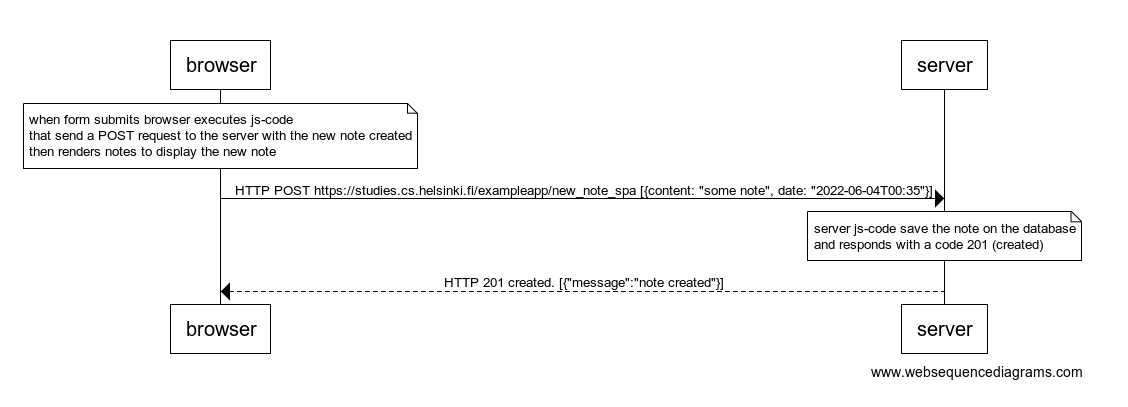 browser
server
when form submits browser executes js-code
that send a POST request to the server with the new note created
then renders notes to display the new note
HTTP POST https://studies.cs.helsinki.fi/exampleapp/new_note_spa [{content: "some note", date: "2022-06-04T00:35"}]
server js-code save the note on the database
and responds with a code 201 (created)
HTTP 201 created. [{"message":"note created"}]
browser
server
www.websequencediagrams.com